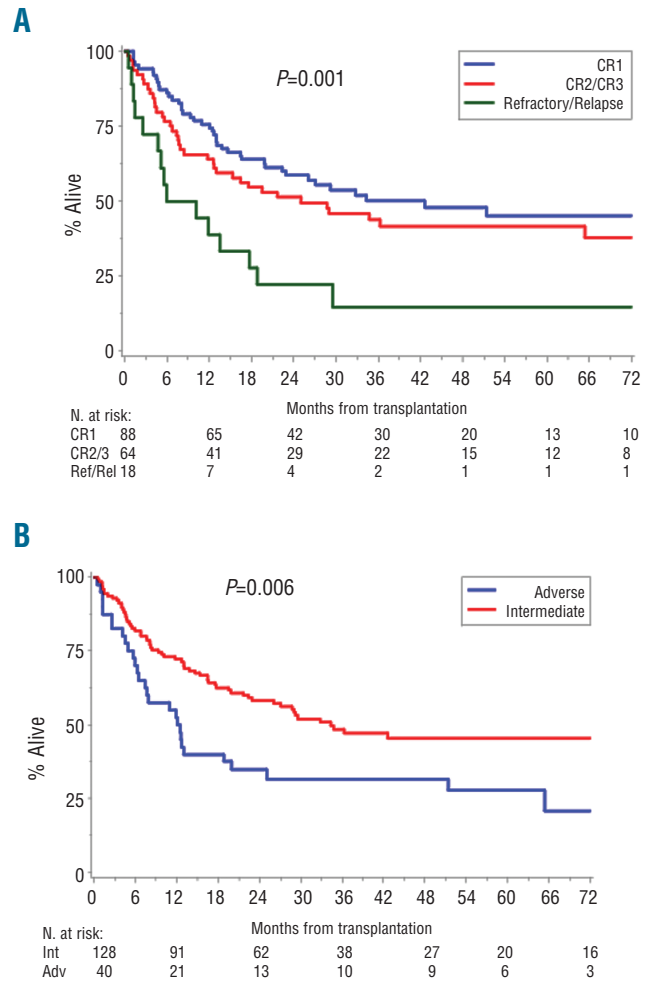 A
P=0.001
CR1
CR2/CR3
Refractory/Relapse
% Alive
100
75
50
25
0
0 6 12 18 24 30 36 42 48 54 60 66 72
Months from transplantation
N. at risk:
CR1 88 65 42 30 20 13 10
CR2/3 64 41 29 22 15 12 8
Ref/Rel 18 7 4 2 1 1 1
B
P=0.006
Adverse
Intermediate
% Alive
100
75
50
25
0
0 6 12 18 24 30 36 42 48 54 60 66 72
Months from transplantation
N. at risk:
Int 128 91 62 38 27 20 16
Adv 40 21 13 10 9 6 3